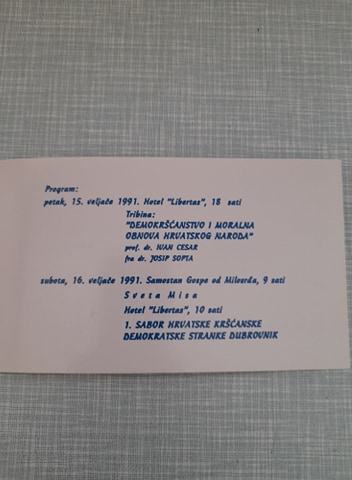 Program:
petak, 15. veljače 1991. Hotel "Libertas", 18 sati
Tribina:
"DEMOKRŠĆANSTVO I MORALNA
OBNOVA HRVATSKOG NARODA"
prof. dr. IVAN CESAR
fra dr. JOSIP SOPTA
subota, 16. veljače 1991. Samostan Gospe od Milosrđa, 9 sati
Sveta Misa
Hotel "Libertas", 10 sati
1. SABOR HRVATSKE KRŠĆANSKE
DEMOKRATSKE STRANKE DUBROVNIK